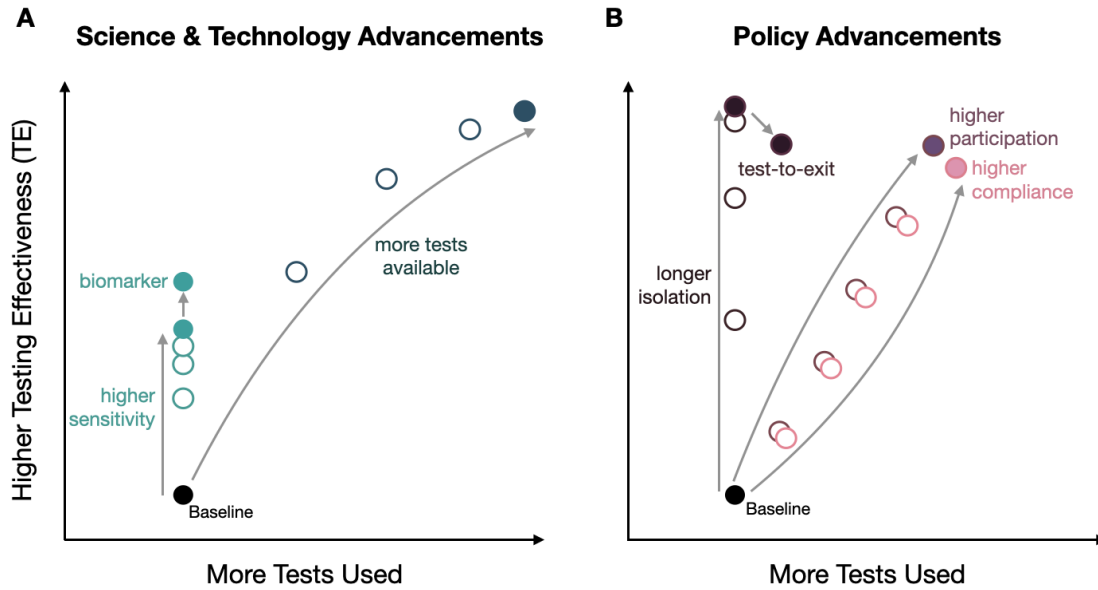 A
Science & Technology Advancements
Higher Testing Effectiveness (TE)
biomarker
higher
sensitivity
more tests
available
Baseline
More Tests Used
B
Policy Advancements
higher
participation
test-to-exit
higher
compliance
longer
isolation
Baseline
More Tests Used